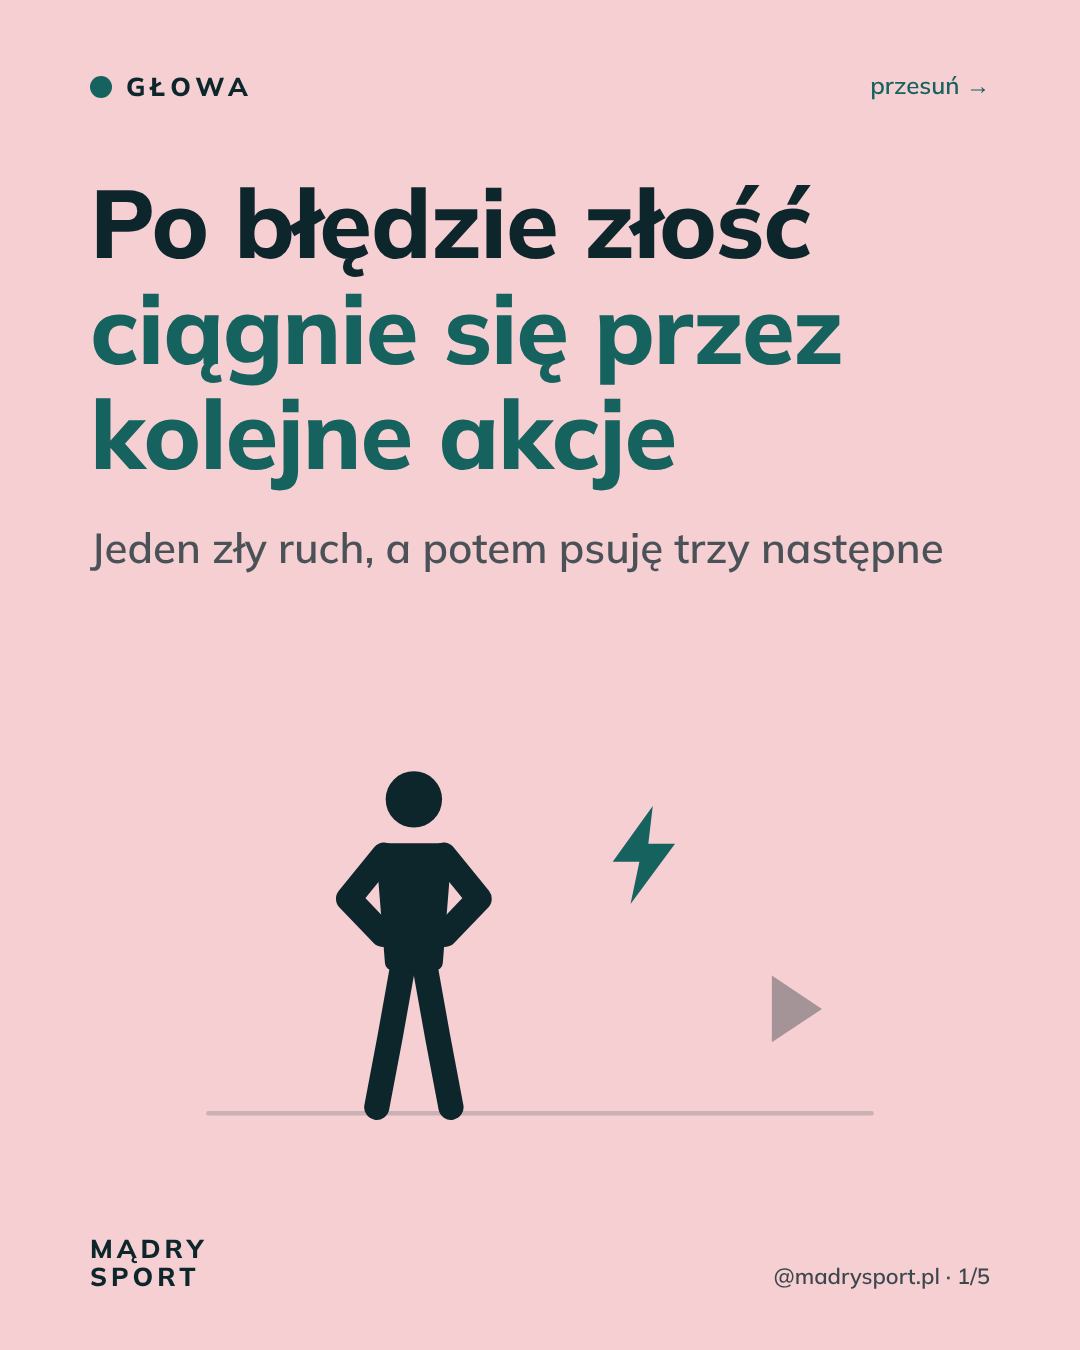 GŁOWA
przesuń →
Po błędzie złość
ciągnie się przez
kolejne akcje
Jeden zły ruch, a potem psuję trzy następne
MĄDRY
SPORT
@madrysport.pl · 1/5